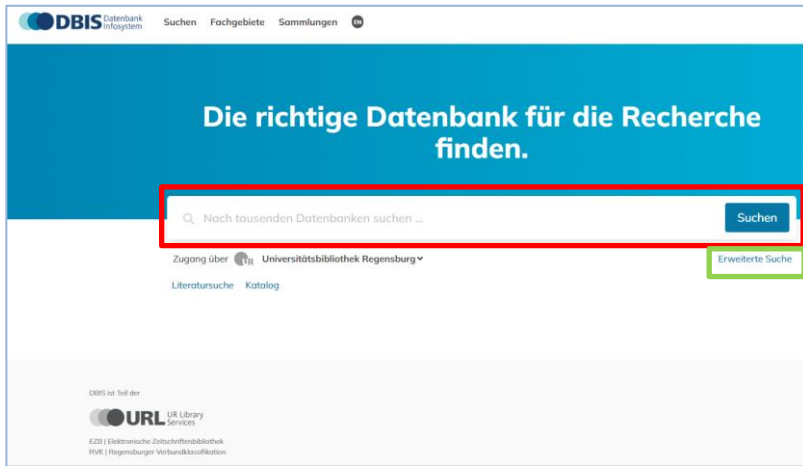 DBIS Datenbank Infosystem Suchen Fachgebiete Sammlungen EN
Die richtige Datenbank für die Recherche
finden.
Nach tausenden Datenbanken suchen ... Suchen
Zugang über UR Universitätsbibliothek Regensburg Erweiterte Suche
Literatursuche Katalog
DBIS ist Teil der
URL UR Library Services
EZB | Elektronische Zeitschriftenbibliothek
RVK | Regensburger Verbundklassifikation